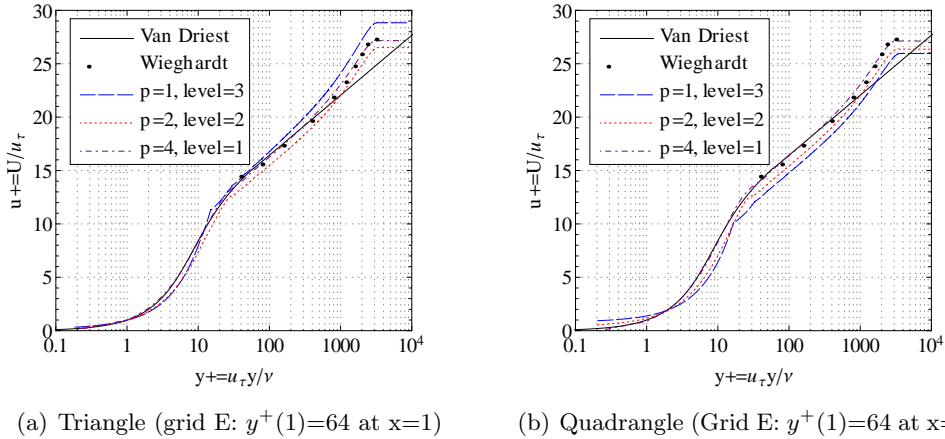 30
25
20
15
10
5
0
0.1 1 10 100 1000 10^4
u+=U/u_τ
y+=u_τy/ν
Van Driest
Wieghardt
p=1, level=3
p=2, level=2
p=4, level=1
(a) Triangle (grid E: y^+(1)=64 at x=1)
30
25
20
15
10
5
0
0.1 1 10 100 1000 10^4
u+=U/u_τ
y+=u_τy/ν
Van Driest
Wieghardt
p=1, level=3
p=2, level=2
p=4, level=1
(b) Quadrangle (Grid E: y^+(1)=64 at x=